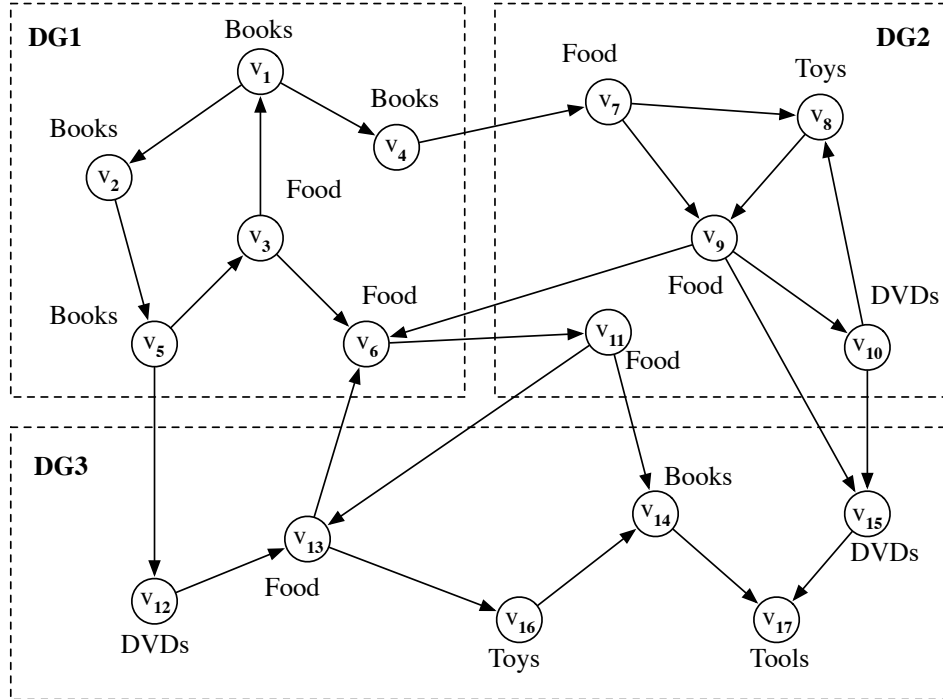 DG1
Books
v1
Books
v4
Books
v2
Food
v3
Books
v5
Food
v6
DG2
Food
v7
Toys
v8
v9
Food
DVDs
v10
v11
Food
DG3
Books
v14
v15
DVDs
v13
Food
v12
DVDs
v16
Toys
v17
Tools